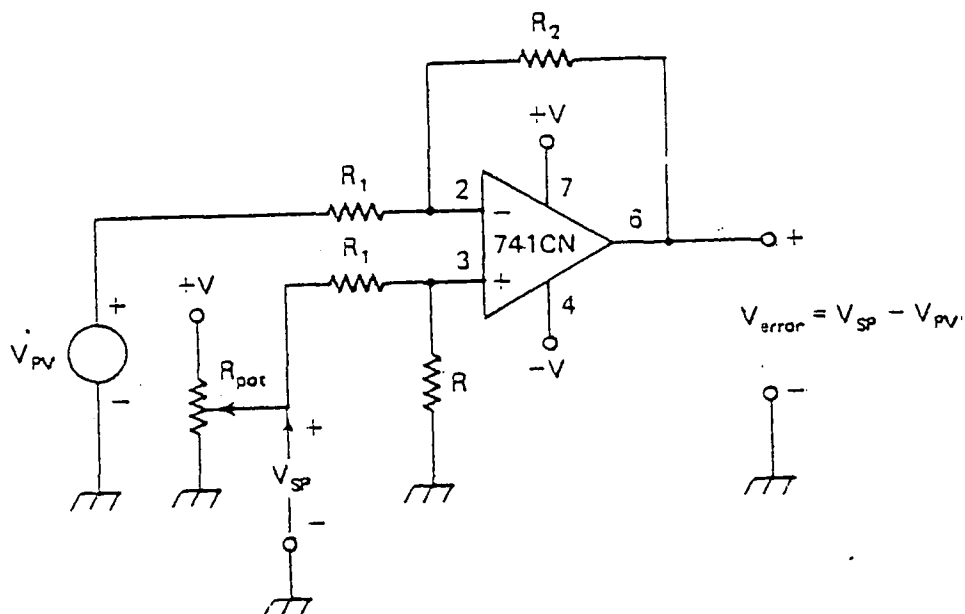 R₂
+V
R₁
2
7
−
6
+
741CN
R₁
3
+
+V
+
4
V_error = V_SP − V_PV
V_PV
−V
R_pot
R
−
−
+
V_SP
−